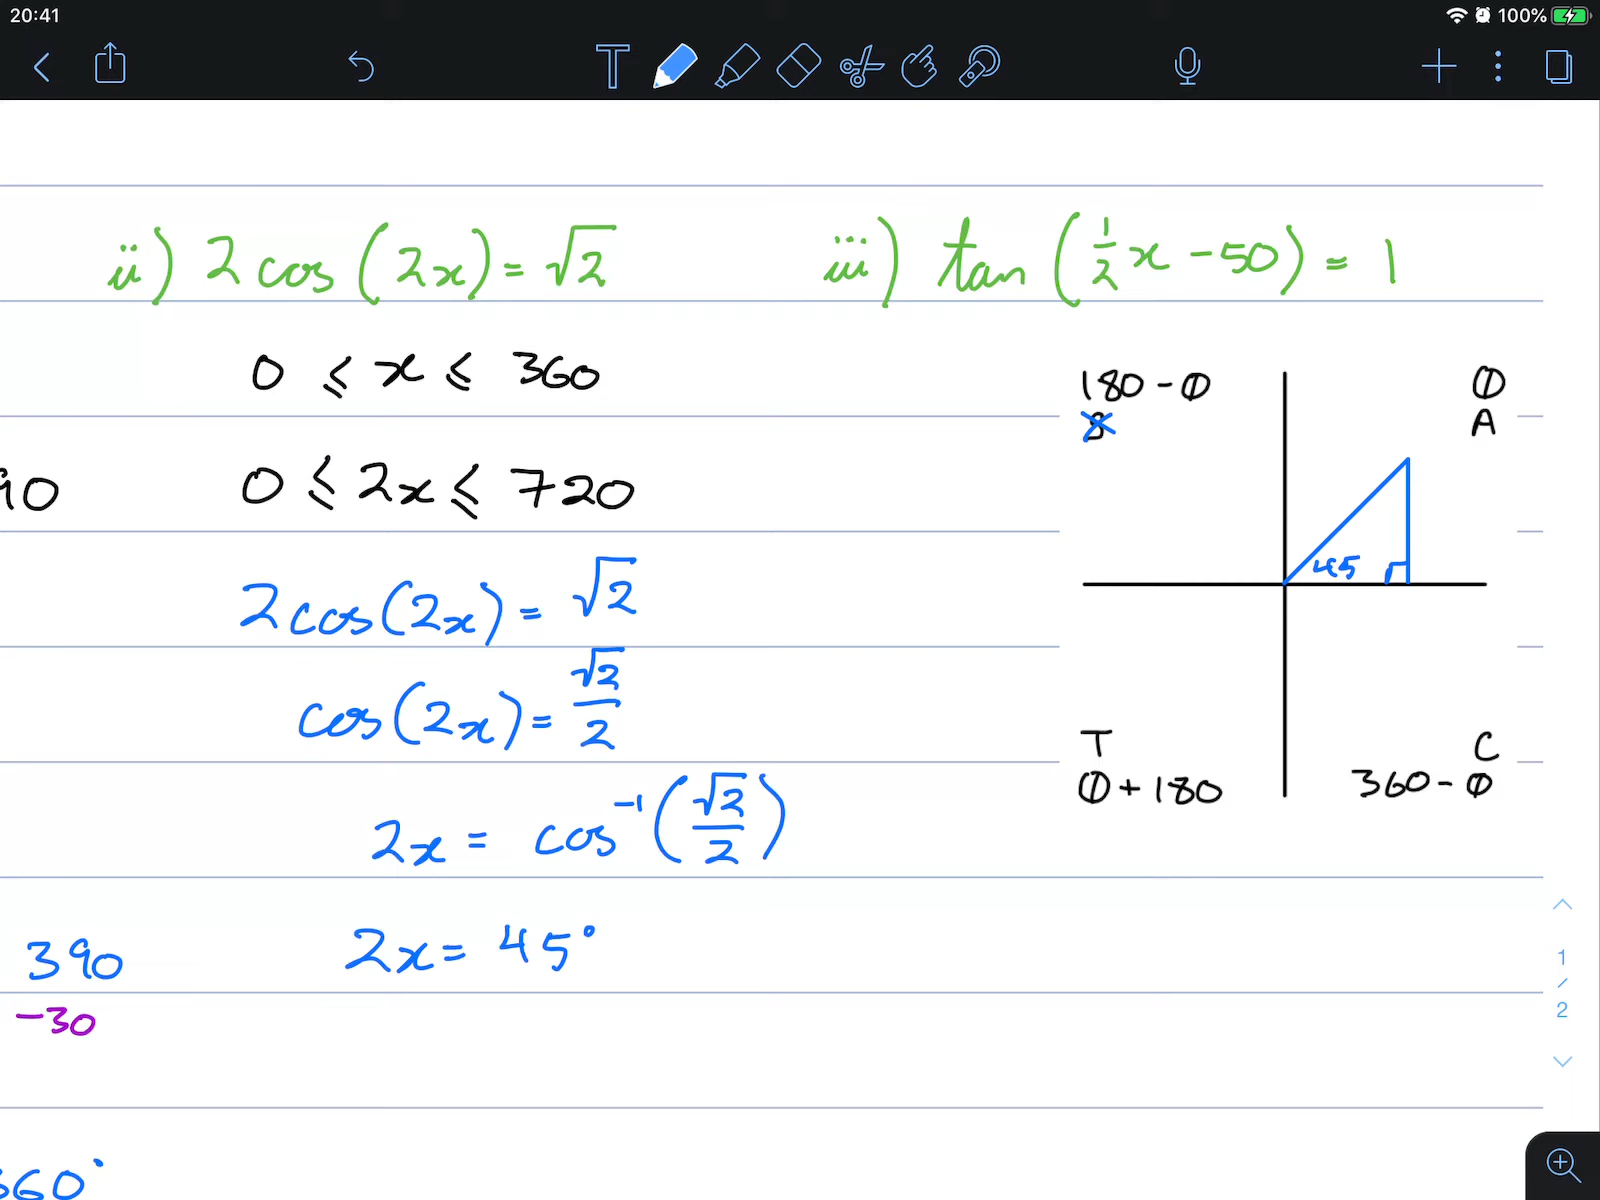 20:41
100%
ii) 2 cos (2x) = √2
iii) tan (½x - 50) = 1
0 ≤ x ≤ 360
180 - Φ
Φ
S
A
90
0 ≤ 2x ≤ 720
45
2cos(2x) = √2
cos(2x) = √2/2
T
C
Φ + 180
360 - Φ
2x = cos⁻¹(√2/2)
390
2x = 45°
-30
1
/
2
360°